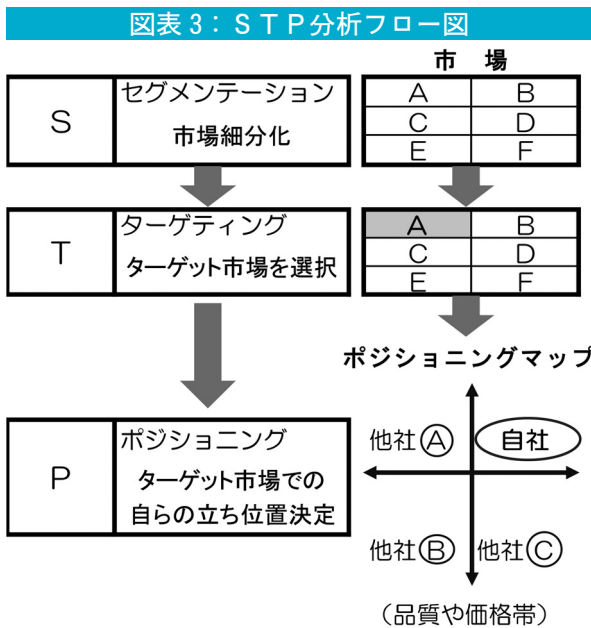 図表3：STP分析フロー図
市　場
S
セグメンテーション
市場細分化
A B
C D
E F
T
ターゲティング
ターゲット市場を選択
A B
C D
E F
ポジショニングマップ
P
ポジショニング
ターゲット市場での
自らの立ち位置決定
他社Ⓐ 自社
他社Ⓑ 他社Ⓒ
（品質や価格帯）